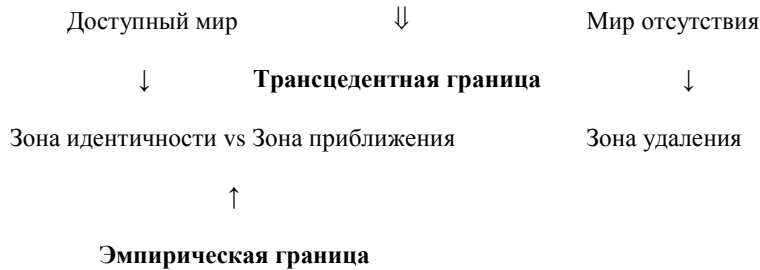 Доступный мир ⇓ Мир отсутствия
↓ Трансцедентная граница ↓
Зона идентичности vs Зона приближения Зона удаления
↑
Эмпирическая граница